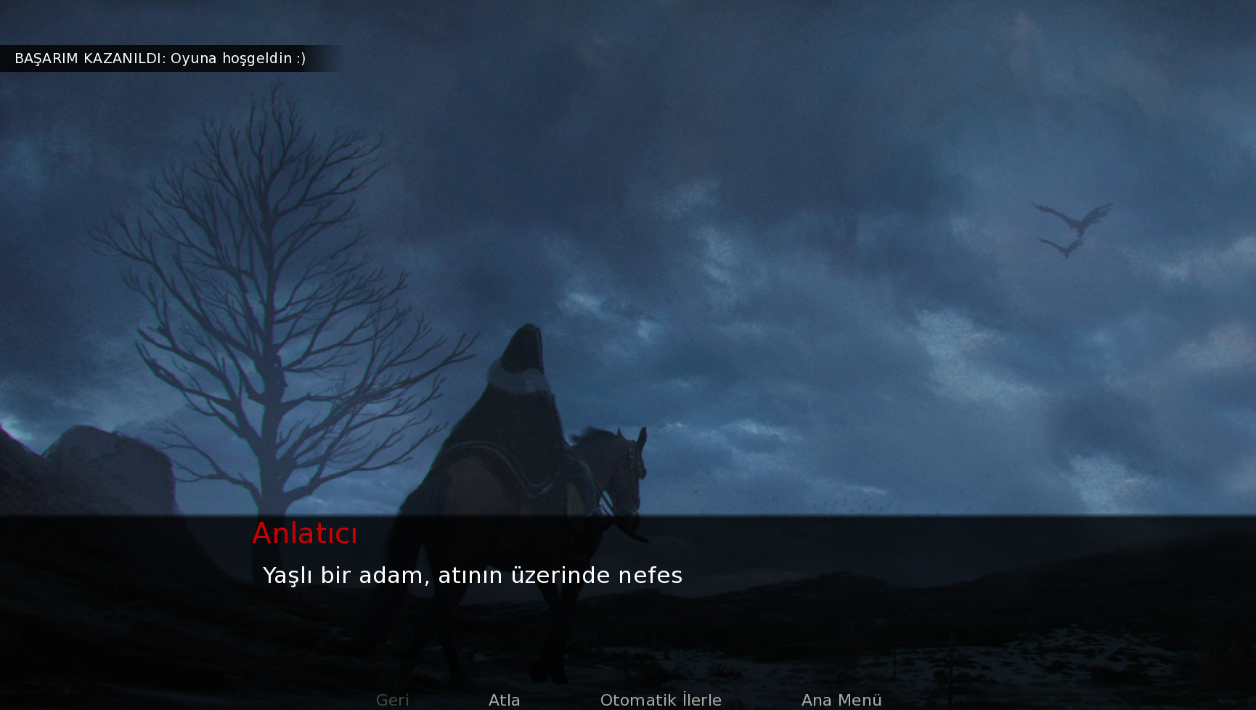 BAŞARIM KAZANILDI: Oyuna hoşgeldin :)
Anlatıcı
Yaşlı bir adam, atının üzerinde nefes
Geri Atla Otomatik İlerle Ana Menü